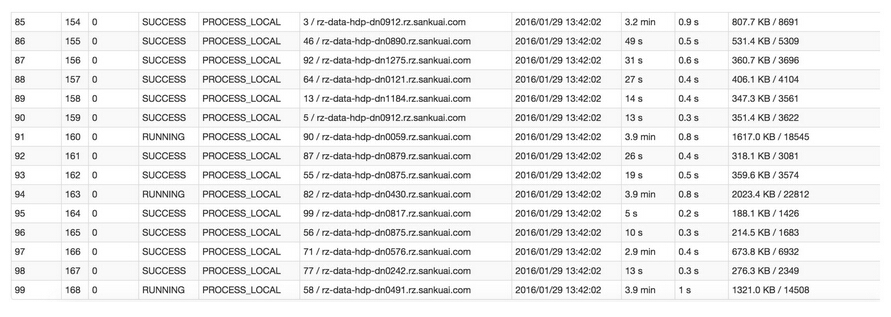 85 154 0 SUCCESS PROCESS_LOCAL 3 / rz-data-hdp-dn0912.rz.sankuai.com 2016/01/29 13:42:02 3.2 min 0.9 s 807.7 KB / 8691
86 155 0 SUCCESS PROCESS_LOCAL 46 / rz-data-hdp-dn0890.rz.sankuai.com 2016/01/29 13:42:02 49 s 0.5 s 531.4 KB / 5309
87 156 0 SUCCESS PROCESS_LOCAL 92 / rz-data-hdp-dn1275.rz.sankuai.com 2016/01/29 13:42:02 31 s 0.6 s 360.7 KB / 3696
88 157 0 SUCCESS PROCESS_LOCAL 64 / rz-data-hdp-dn0121.rz.sankuai.com 2016/01/29 13:42:02 27 s 0.4 s 406.1 KB / 4104
89 158 0 SUCCESS PROCESS_LOCAL 13 / rz-data-hdp-dn1184.rz.sankuai.com 2016/01/29 13:42:02 14 s 0.4 s 347.3 KB / 3561
90 159 0 SUCCESS PROCESS_LOCAL 5 / rz-data-hdp-dn0912.rz.sankuai.com 2016/01/29 13:42:02 13 s 0.3 s 351.4 KB / 3622
91 160 0 RUNNING PROCESS_LOCAL 90 / rz-data-hdp-dn0059.rz.sankuai.com 2016/01/29 13:42:02 3.9 min 0.8 s 1617.0 KB / 18545
92 161 0 SUCCESS PROCESS_LOCAL 87 / rz-data-hdp-dn0879.rz.sankuai.com 2016/01/29 13:42:02 26 s 0.4 s 318.1 KB / 3081
93 162 0 SUCCESS PROCESS_LOCAL 55 / rz-data-hdp-dn0875.rz.sankuai.com 2016/01/29 13:42:02 19 s 0.5 s 359.6 KB / 3574
94 163 0 RUNNING PROCESS_LOCAL 82 / rz-data-hdp-dn0430.rz.sankuai.com 2016/01/29 13:42:02 3.9 min 0.8 s 2023.4 KB / 22812
95 164 0 SUCCESS PROCESS_LOCAL 99 / rz-data-hdp-dn0817.rz.sankuai.com 2016/01/29 13:42:02 5 s 0.2 s 188.1 KB / 1426
96 165 0 SUCCESS PROCESS_LOCAL 56 / rz-data-hdp-dn0875.rz.sankuai.com 2016/01/29 13:42:02 10 s 0.3 s 214.5 KB / 1683
97 166 0 SUCCESS PROCESS_LOCAL 71 / rz-data-hdp-dn0576.rz.sankuai.com 2016/01/29 13:42:02 2.9 min 0.4 s 673.8 KB / 6932
98 167 0 SUCCESS PROCESS_LOCAL 77 / rz-data-hdp-dn0242.rz.sankuai.com 2016/01/29 13:42:02 13 s 0.3 s 276.3 KB / 2349
99 168 0 RUNNING PROCESS_LOCAL 58 / rz-data-hdp-dn0491.rz.sankuai.com 2016/01/29 13:42:02 3.9 min 1 s 1321.0 KB / 14508